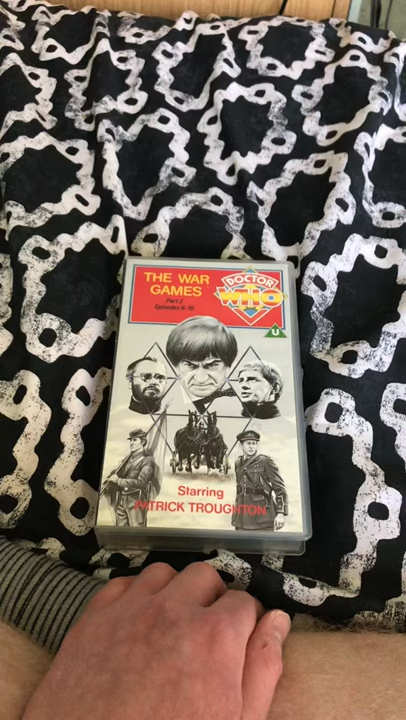 THE WAR
GAMES
Part 2
Episodes 6-10
DOCTOR
WHO
U
Starring
PATRICK TROUGHTON